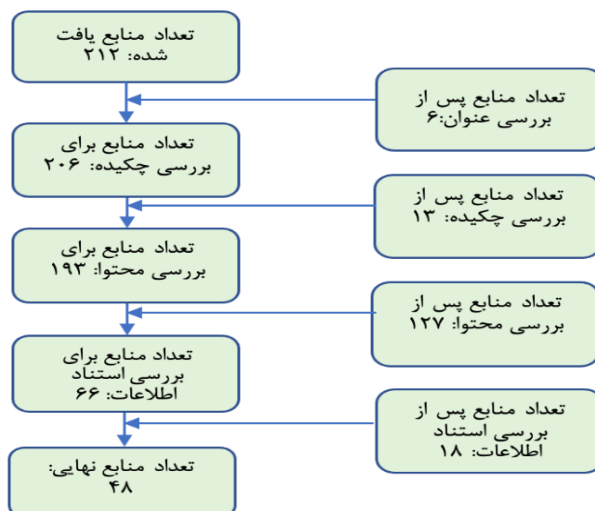 تعداد منابع یافت
شده: ۲۱۲
تعداد منابع پس از
بررسی عنوان:۶
تعداد منابع برای
بررسی چکیده: ۲۰۶
تعداد منابع پس از
بررسی چکیده: ۱۳
تعداد منابع برای
بررسی محتوا: ۱۹۳
تعداد منابع پس از
بررسی محتوا: ۱۲۷
تعداد منابع برای
بررسی استناد
اطلاعات: ۶۶
تعداد منابع پس از
بررسی استناد
اطلاعات: ۱۸
تعداد منابع نهایی:
۴۸